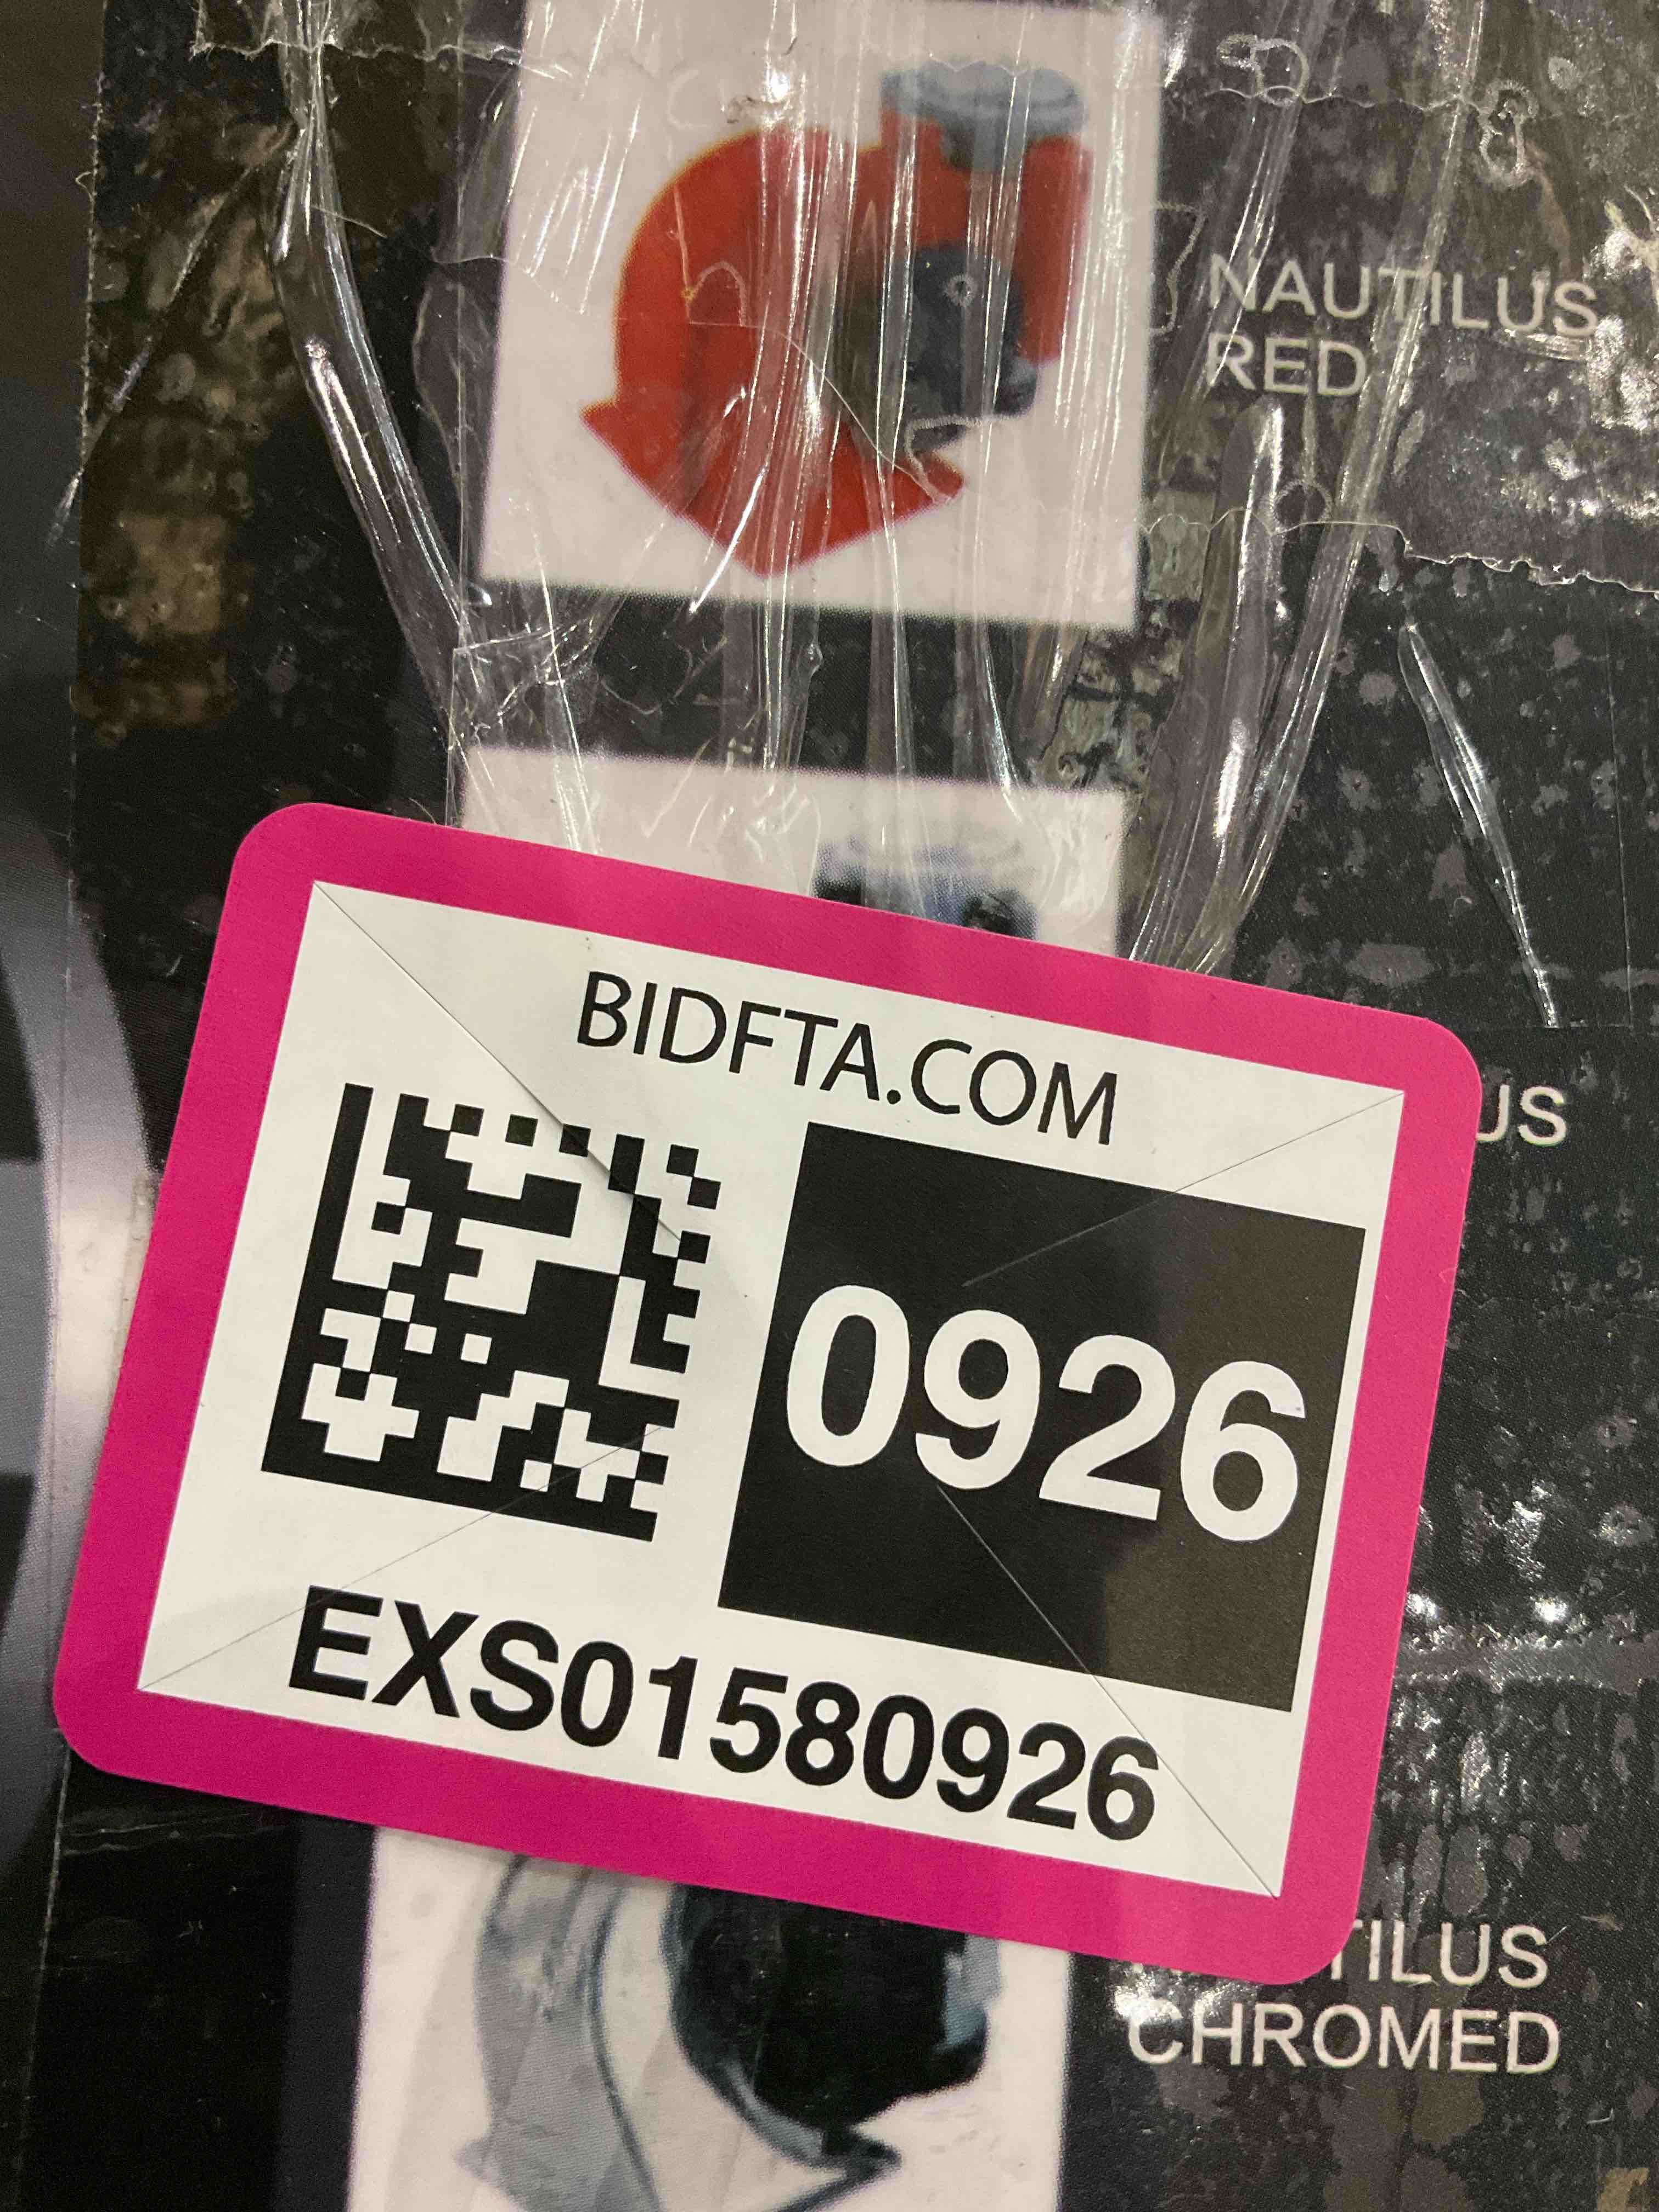 NAUTILUS
RED
BIDFTA.COM
0926
EXS01580926
CHROMED